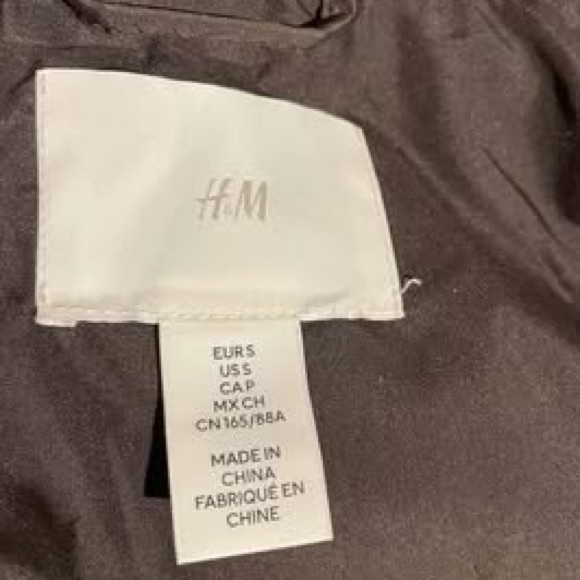 H&M
EUR S
US S
CA P
MX CH
CN 165/88A
MADE IN
CHINA
FABRIQUÉ EN
CHINE